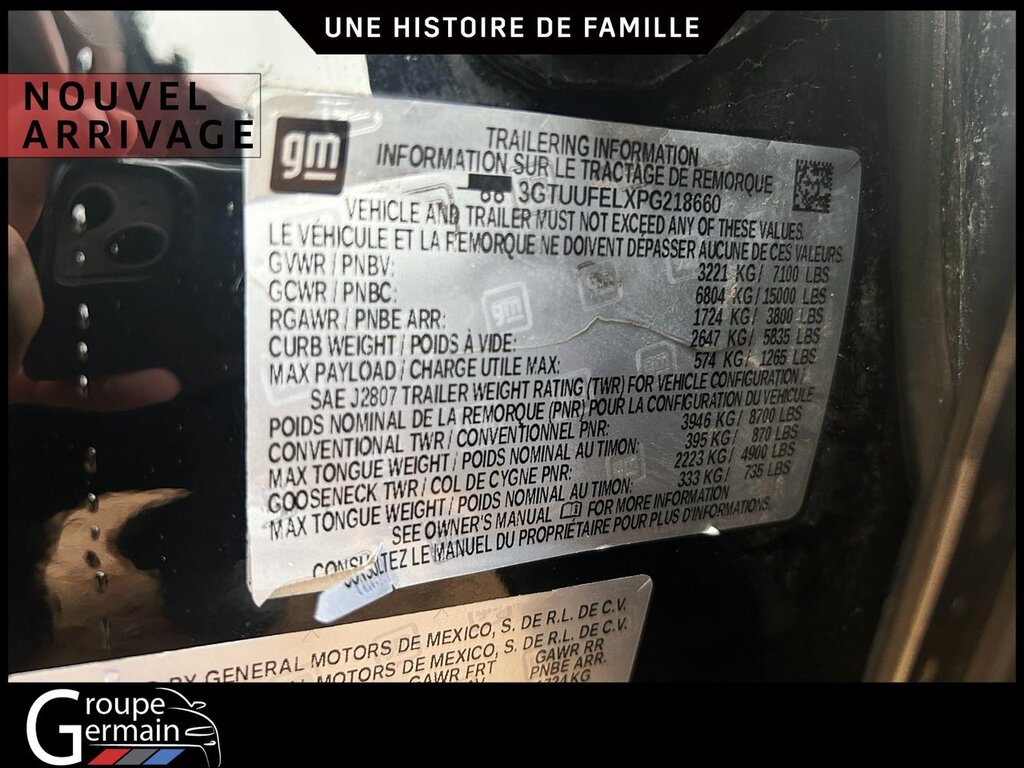 UNE HISTOIRE DE FAMILLE
NOUVEL
ARRIVAGE
gm
TRAILERING INFORMATION
INFORMATION SUR LE TRACTAGE DE REMORQUE
3GTUUFELXPG218660
VEHICLE AND TRAILER MUST NOT EXCEED ANY OF THESE VALUES
LE VÉHICULE ET LA REMORQUE NE DOIVENT DÉPASSER AUCUNE DE CES VALEURS
GVWR / PNBV: 3221 KG / 7100 LBS
GCWR / PNBC: 6804 KG / 15000 LBS
RGAWR / PNBE ARR: 1724 KG / 3800 LBS
CURB WEIGHT / POIDS À VIDE: 2647 KG / 5835 LBS
MAX PAYLOAD / CHARGE UTILE MAX: 574 KG / 1265 LBS
SAE J2807 TRAILER WEIGHT RATING (TWR) FOR VEHICLE CONFIGURATION /
POIDS NOMINAL DE LA REMORQUE (PNR) POUR LA CONFIGURATION DU VÉHICULE
CONVENTIONAL TWR / CONVENTIONNEL PNR: 3946 KG / 8700 LBS
MAX TONGUE WEIGHT / POIDS NOMINAL AU TIMON: 395 KG / 870 LBS
GOOSENECK TWR / COL DE CYGNE PNR: 2223 KG / 4900 LBS
MAX TONGUE WEIGHT / POIDS NOMINAL AU TIMON: 333 KG / 735 LBS
SEE OWNER'S MANUAL FOR MORE INFORMATION
CONSULTEZ LE MANUEL DU PROPRIÉTAIRE POUR PLUS D'INFORMATIONS
BY GENERAL MOTORS DE MEXICO, S. DE R.L. DE C.V.
MOTORS DE MEXICO, S. DE R.L. DE C.V.
GAWR FRT GAWR RR
PNBE ARR.
1724 KG
Groupe
Germain